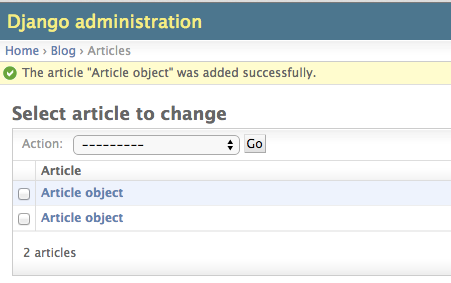 Django administration
Home › Blog › Articles
The article "Article object" was added successfully.
Select article to change
Action: --------- Go
Article
Article object
Article object
2 articles